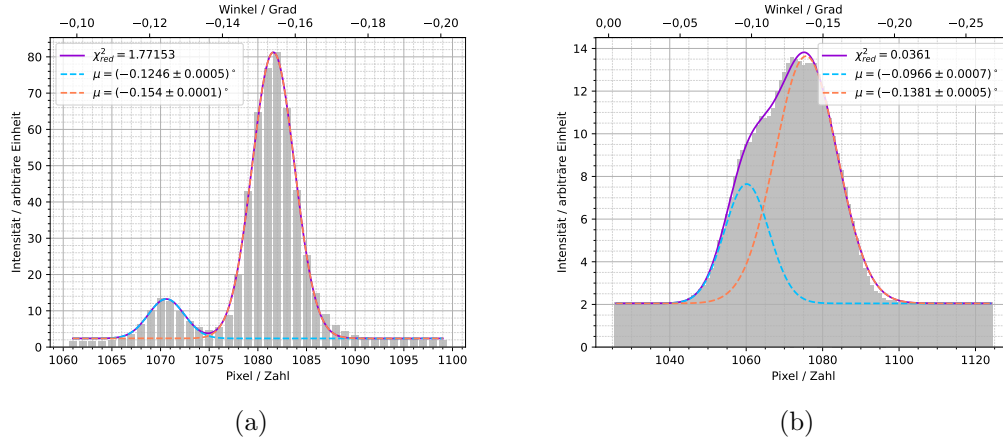 Winkel / Grad
−0,10 −0,12 −0,14 −0,16 −0,18 −0,20
χ²red = 1.77153
μ = (−0.1246 ± 0.0005)°
μ = (−0.154 ± 0.0001)°
Intensität / arbiträre Einheit
80
70
60
50
40
30
20
10
0
1060 1065 1070 1075 1080 1085 1090 1095 1100
Pixel / Zahl
(a)
Winkel / Grad
0,00 −0,05 −0,10 −0,15 −0,20 −0,25
χ²red = 0.0361
μ = (−0.0966 ± 0.0007)°
μ = (−0.1381 ± 0.0005)°
Intensität / arbiträre Einheit
14
12
10
8
6
4
2
0
1040 1060 1080 1100 1120
Pixel / Zahl
(b)